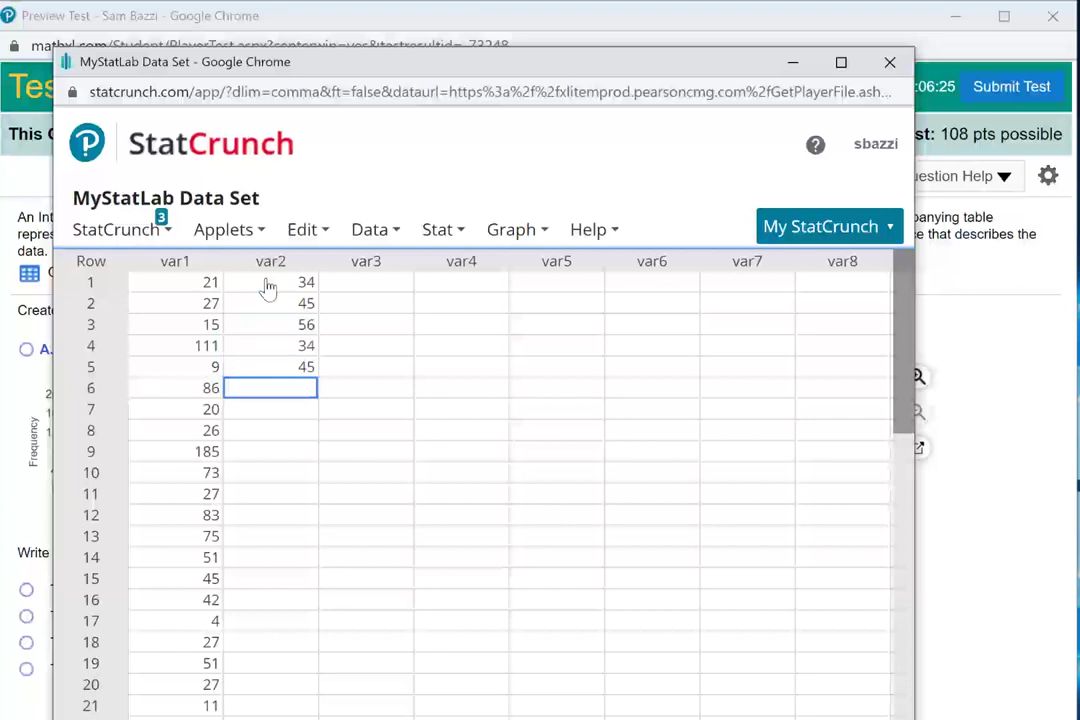 Preview Test - Sam Bazzi - Google Chrome
MyStatLab Data Set - Google Chrome
statcrunch.com/app/?dlim=comma&ft=false&dataurl=https%3a%2f%2fxlitemprod.pearsoncmg.com%2fGetPlayerFile.ash...
Tes
:06:25 Submit Test
StatCrunch sbazzi
This st: 108 pts possible
uestion Help
MyStatLab Data Set
An Int panying table
StatCrunch 3 Applets Edit Data Stat Graph Help My StatCrunch
repres e that describes the
data.
Row var1 var2 var3 var4 var5 var6 var7 var8
1 21 34
2 27 45
Create
3 15 56
4 111 34
A.
5 9 45
6 86
7 20
8 26
Frequency
9 185
10 73
11 27
12 83
13 75
14 51
Write
15 45
16 42
17 4
18 27
19 51
20 27
21 11